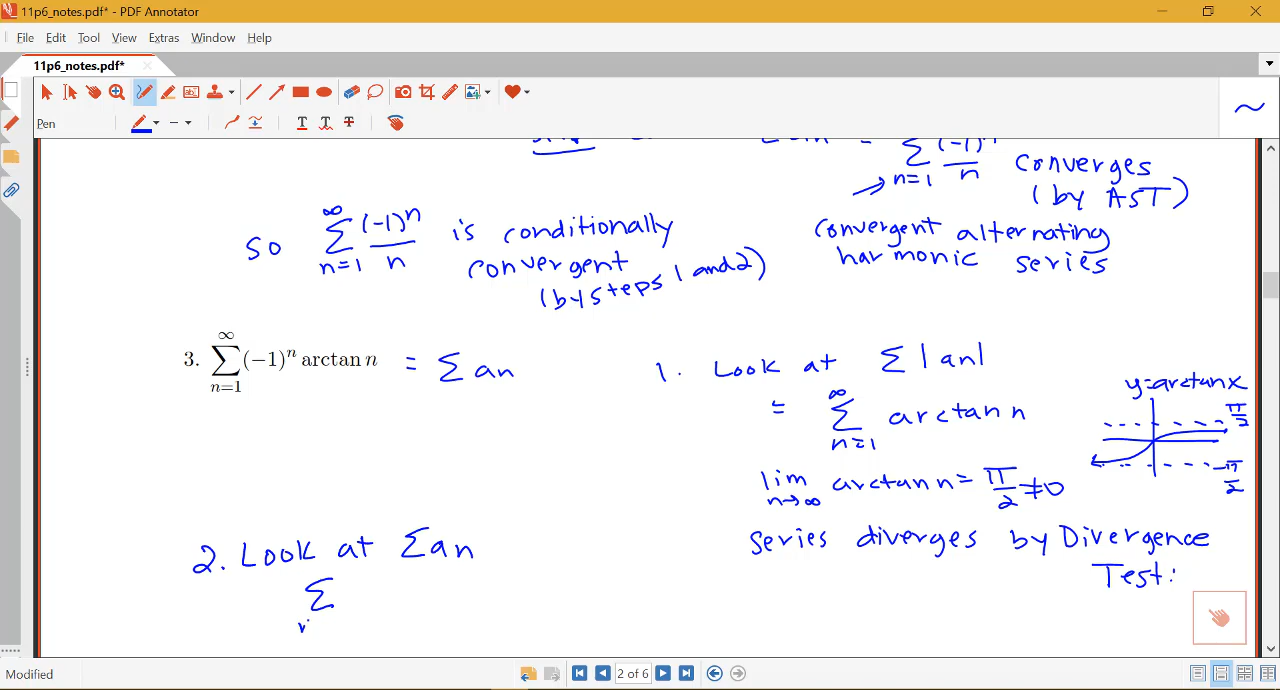 11p6_notes.pdf* - PDF Annotator
File Edit Tool View Extras Window Help
11p6_notes.pdf*
Pen
∑ (-1)^n / n
n=1
converges
(by AST)
So ∑_{n=1}^{∞} (-1)^n / n is conditionally
convergent
(by steps 1 and 2)
convergent alternating
harmonic series
3. ∑_{n=1}^{∞} (−1)^n arctan n = ∑ an
1. Look at ∑ |an|
= ∑_{n=1}^{∞} arctan n
y=arctanx
π/2
-π/2
lim_{n→∞} arctan n = π/2 ≠ 0
series diverges by Divergence
Test.
2. Look at ∑an
∑
Modified
2 of 6